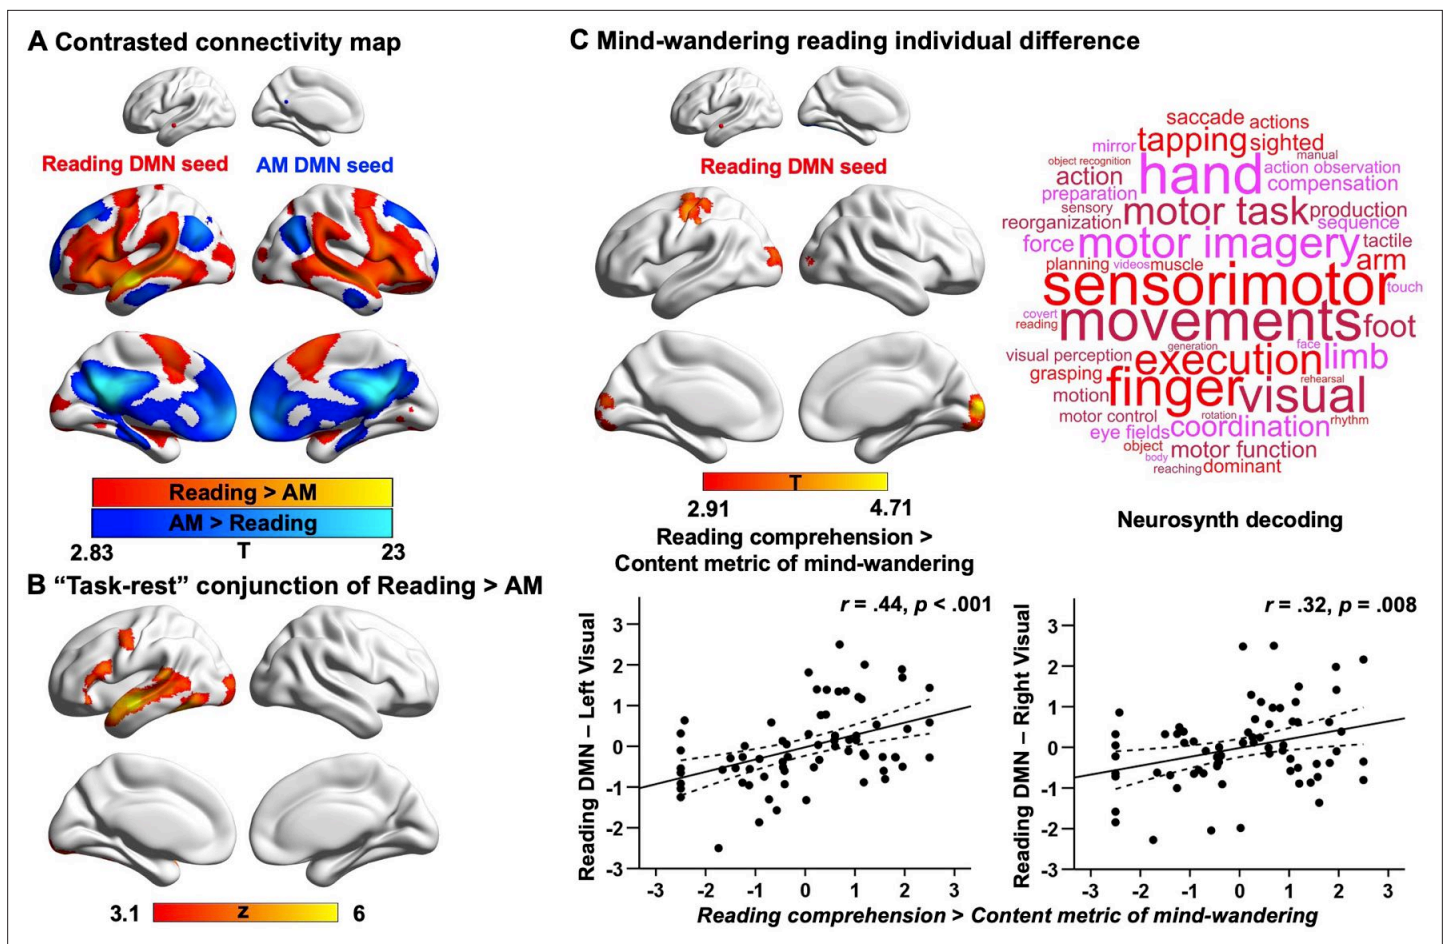 A Contrasted connectivity map
Reading DMN seed
AM DMN seed
Reading > AM
AM > Reading
2.83
T
23
B “Task-rest” conjunction of Reading > AM
3.1
z
6
C Mind-wandering reading individual difference
Reading DMN seed
T
2.91
4.71
Reading comprehension >
Content metric of mind-wandering
saccade actions
mirror tapping sighted
object recognition manual
action hand action observation
preparation compensation
sensory motor task production
reorganization sequence
force motor imagery tactile
planning videos muscle arm
sensorimotor touch
covert movements foot
reading
generation face
visual perception execution limb
grasping rehearsal
motion finger visual
motor control rotation rhythm
eye fields coordination
object motor function
body
reaching dominant
Neurosynth decoding
r = .44, p < .001
Reading DMN – Left Visual
3
2
1
0
-1
-2
-3
-3 -2 -1 0 1 2 3
r = .32, p = .008
Reading DMN – Right Visual
3
2
1
0
-1
-2
-3
-3 -2 -1 0 1 2 3
Reading comprehension > Content metric of mind-wandering